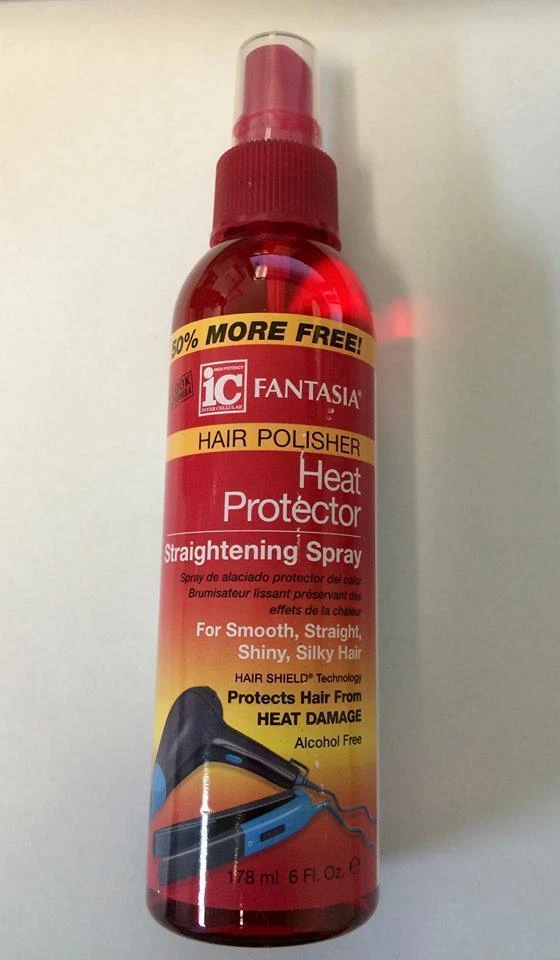 50% MORE FREE!
HIGH POTENCY
iC
INTER CELLULAR
FANTASIA®
HAIR POLISHER
Heat
Protector
Straightening Spray
Spray de alaciado protector del calor
Brumisateur lissant préservant des
effets de la chaleur
For Smooth, Straight,
Shiny, Silky Hair
HAIR SHIELD® Technology
Protects Hair From
HEAT DAMAGE
Alcohol Free
178 ml 6 Fl. Oz. ℮